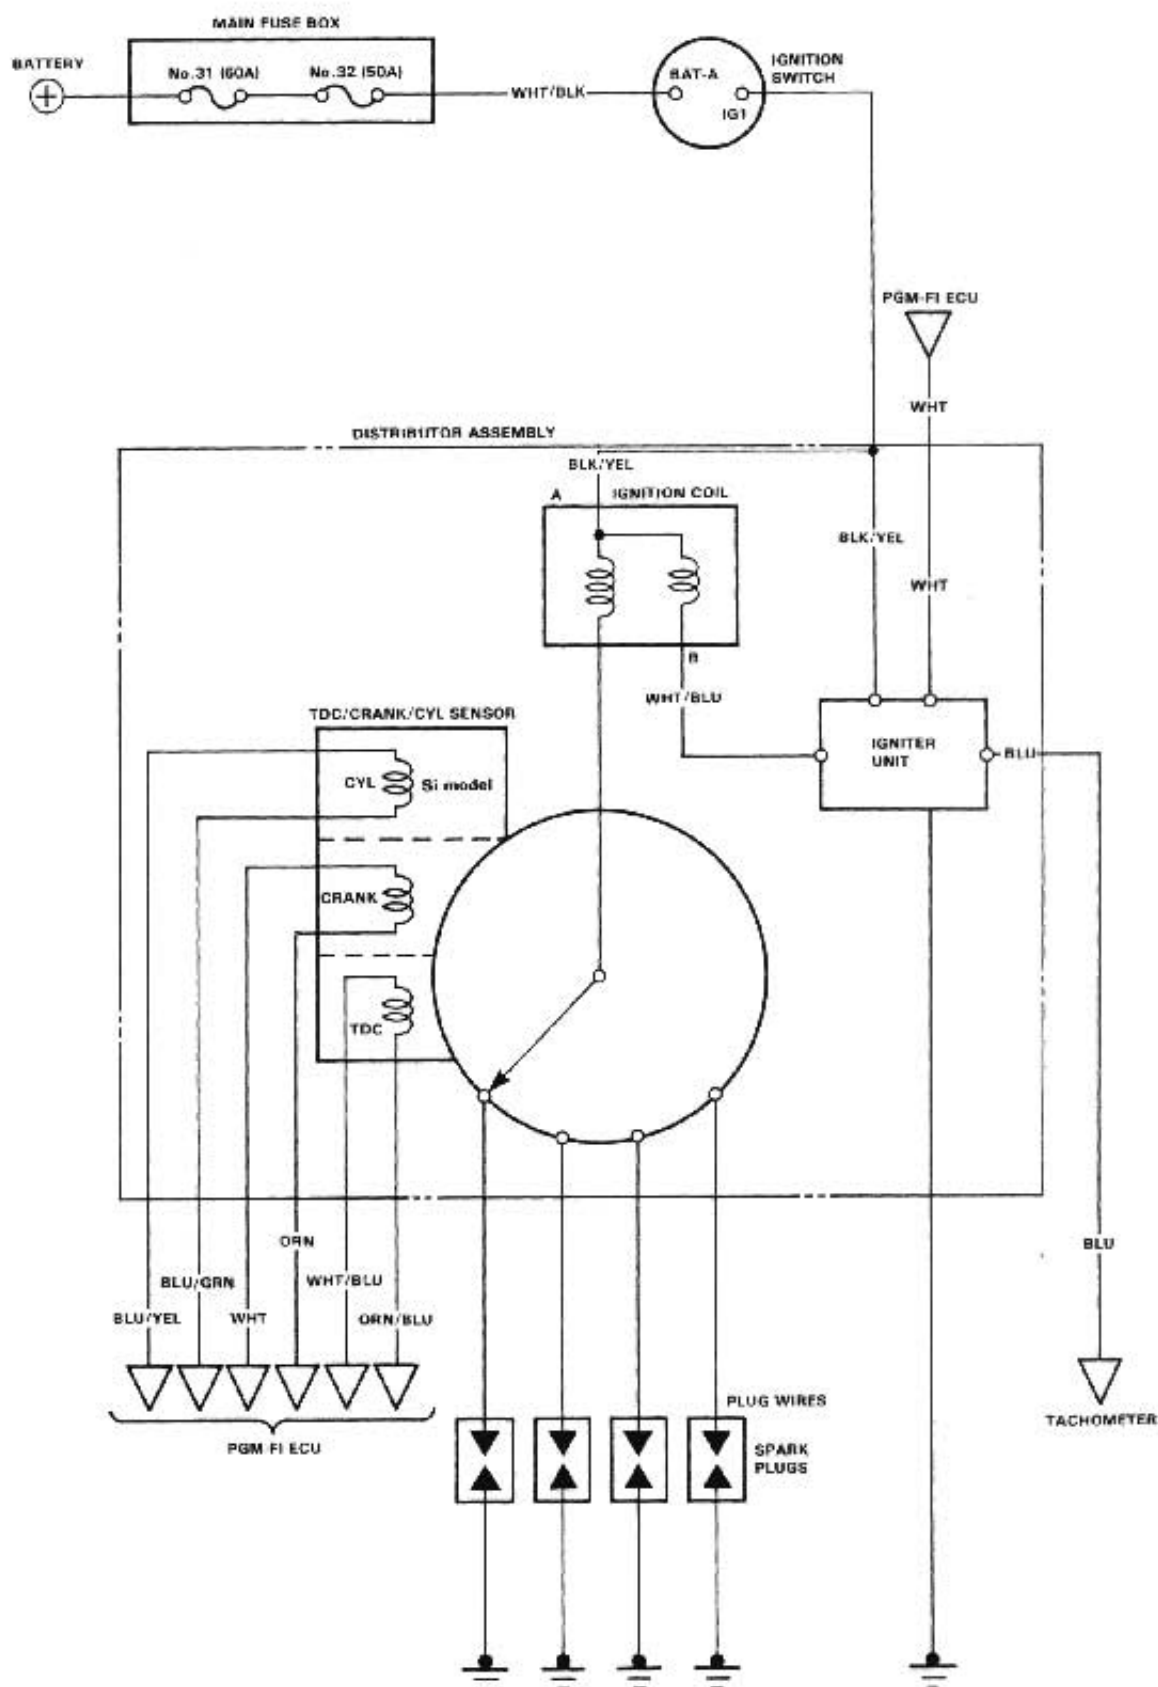 MAIN FUSE BOX
BATTERY
No.31 (60A)
No.32 (50A)
WHT/BLK
BAT-A
IG1
IGNITION
SWITCH
PGM-FI ECU
WHT
DISTRIBUTOR ASSEMBLY
BLK/YEL
A
IGNITION COIL
BLK/YEL
WHT
B
WHT/BLU
TDC/CRANK/CYL SENSOR
IGNITER
UNIT
BLU
CYL
Si model
CRANK
TDC
ORN
BLU
BLU/GRN
WHT/BLU
BLU/YEL
WHT
ORN/BLU
PLUG WIRES
TACHOMETER
PGM-FI ECU
SPARK
PLUGS